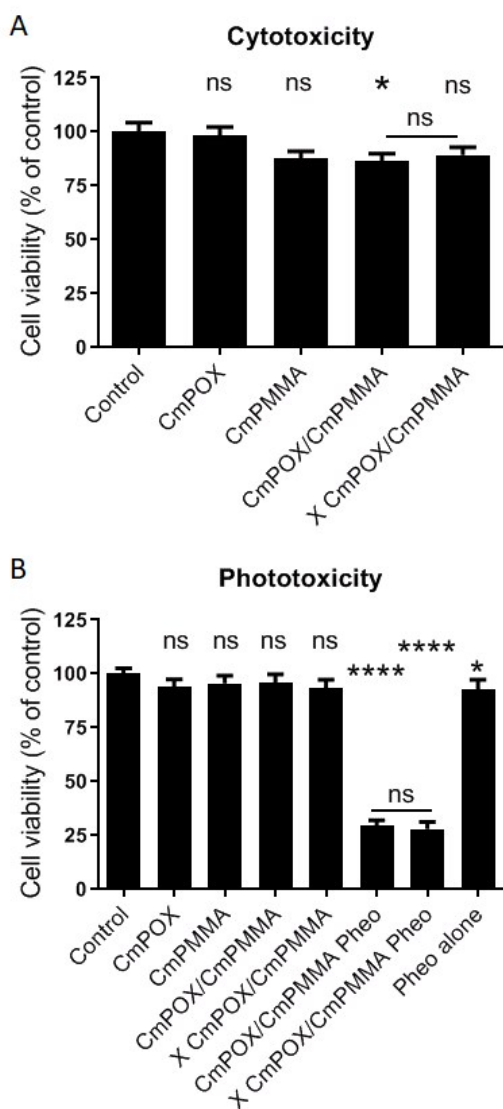 A
Cytotoxicity
Cell viability (% of control)
125
100
75
50
25
0
ns
ns
*
ns
ns
Control
CmPOX
CmPMMA
CmPOX/CmPMMA
X CmPOX/CmPMMA
B
Phototoxicity
Cell viability (% of control)
125
100
75
50
25
0
ns
ns
ns
ns
****
****
*
ns
Control
CmPOX
CmPMMA
CmPOX/CmPMMA
X CmPOX/CmPMMA
CmPOX/CmPMMA Pheo
X CmPOX/CmPMMA Pheo
Pheo alone